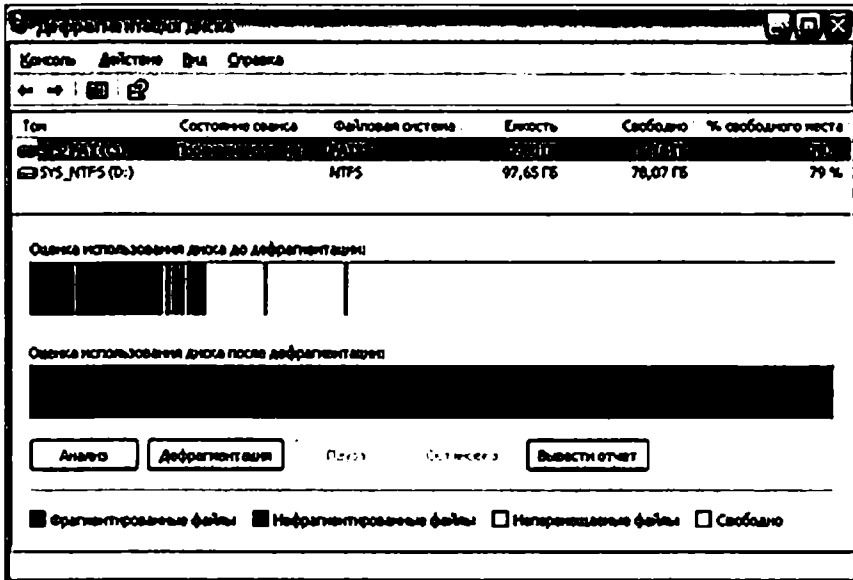 Дефрагментация диска
Консоль Действие Вид Справка
Том Состояние сеанса Файловая система Емкость Свободно % свободного места
SYS_NTFS (D:) NTFS 97,65 ГБ 78,07 ГБ 79 %
Оценка использования диска до дефрагментации:
Оценка использования диска после дефрагментации:
Анализ Дефрагментация Пауза Остановка Вывести отчет
Фрагментированные файлы Нефрагментированные файлы Неперемещаемые файлы Свободно